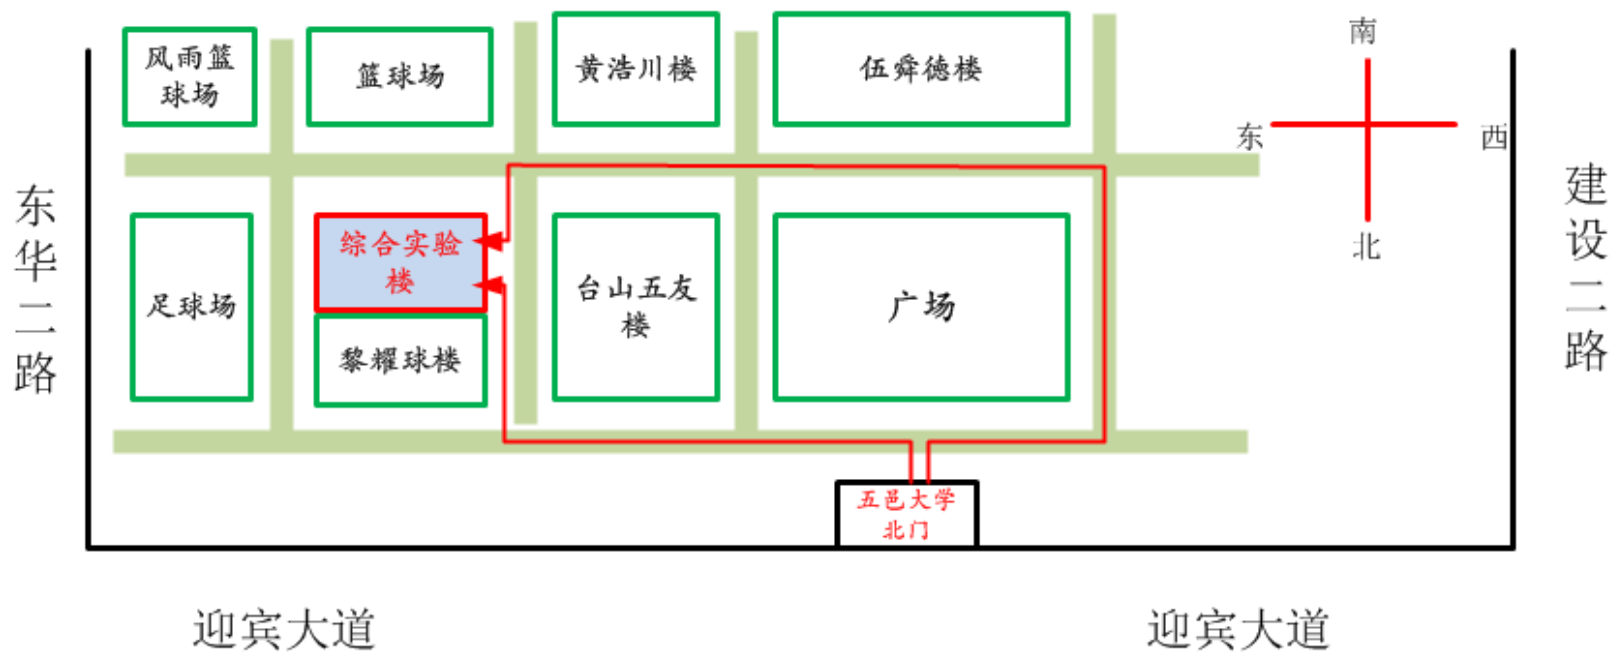 南
风雨篮
球场
篮球场
黄浩川楼
伍舜德楼
东
西
北
东华二路
建设二路
足球场
综合实验
楼
黎耀球楼
台山五友
楼
广场
五邑大学
北门
迎宾大道
迎宾大道